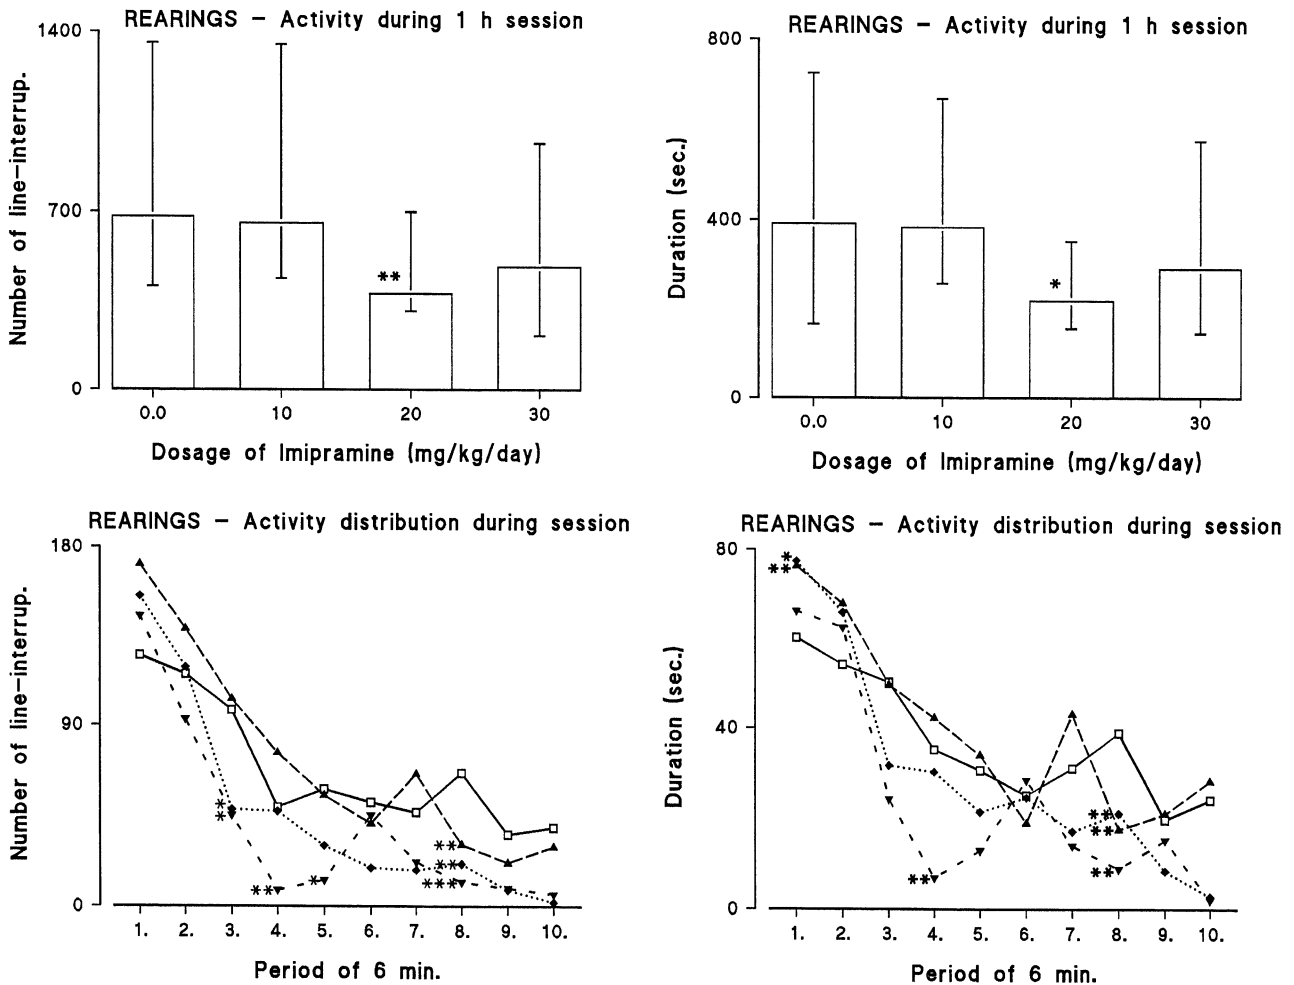 REARINGS — Activity during 1 h session
1400
700
0
Number of line—interrup.
**
0.0 10 20 30
Dosage of Imipramine (mg/kg/day)
REARINGS — Activity during 1 h session
800
400
0
Duration (sec.)
*
0.0 10 20 30
Dosage of Imipramine (mg/kg/day)
REARINGS — Activity distribution during session
180
90
0
Number of line—interrup.
*
*
**
*
**
**
***
1. 2. 3. 4. 5. 6. 7. 8. 9. 10.
Period of 6 min.
REARINGS — Activity distribution during session
80
40
0
Duration (sec.)
*
**
**
**
**
**
1. 2. 3. 4. 5. 6. 7. 8. 9. 10.
Period of 6 min.